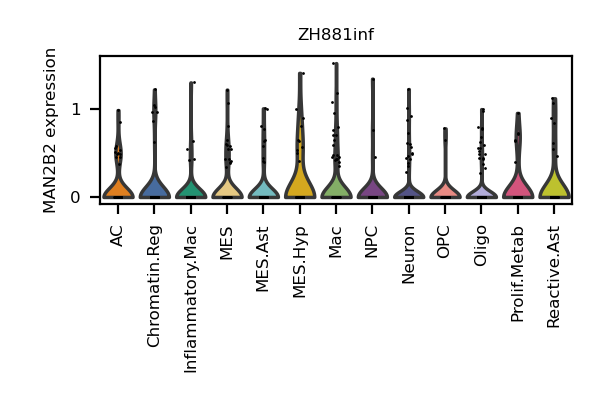 ZH881inf
MAN2B2 expression
1
0
AC
Chromatin.Reg
Inflammatory.Mac
MES
MES.Ast
MES.Hyp
Mac
NPC
Neuron
OPC
Oligo
Prolif.Metab
Reactive.Ast